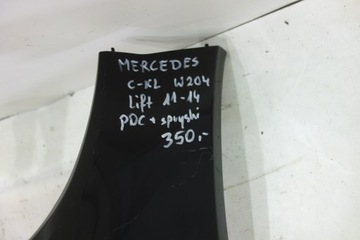 MERCEDES
C-KL W204
Lift 11-14
PDC + spryski
350,-